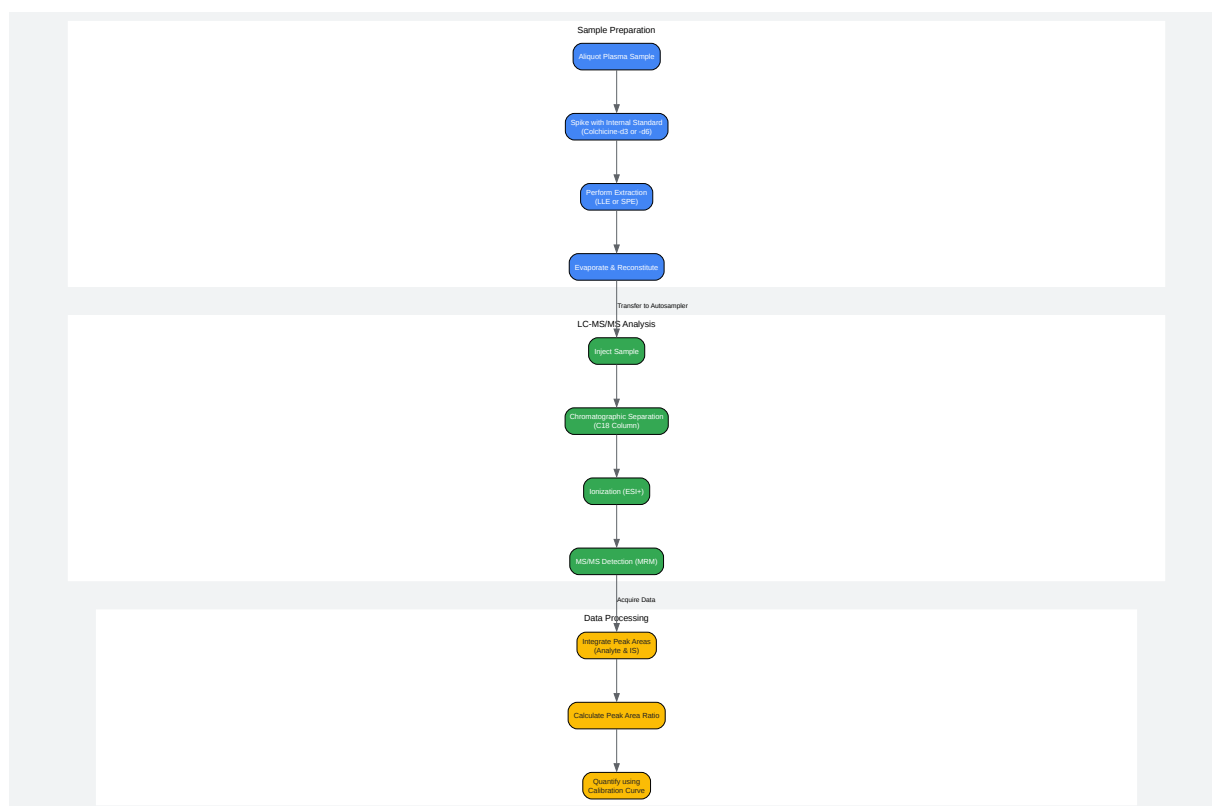 Sample Preparation
Aliquot Plasma Sample
Spike with Internal Standard
(Colchicine-d3 or -d6)
Perform Extraction
(LLE or SPE)
Evaporate & Reconstitute
Transfer to Autosampler
LC-MS/MS Analysis
Inject Sample
Chromatographic Separation
(C18 Column)
Ionization (ESI+)
MS/MS Detection (MRM)
Acquire Data
Data Processing
Integrate Peak Areas
(Analyte & IS)
Calculate Peak Area Ratio
Quantify using
Calibration Curve